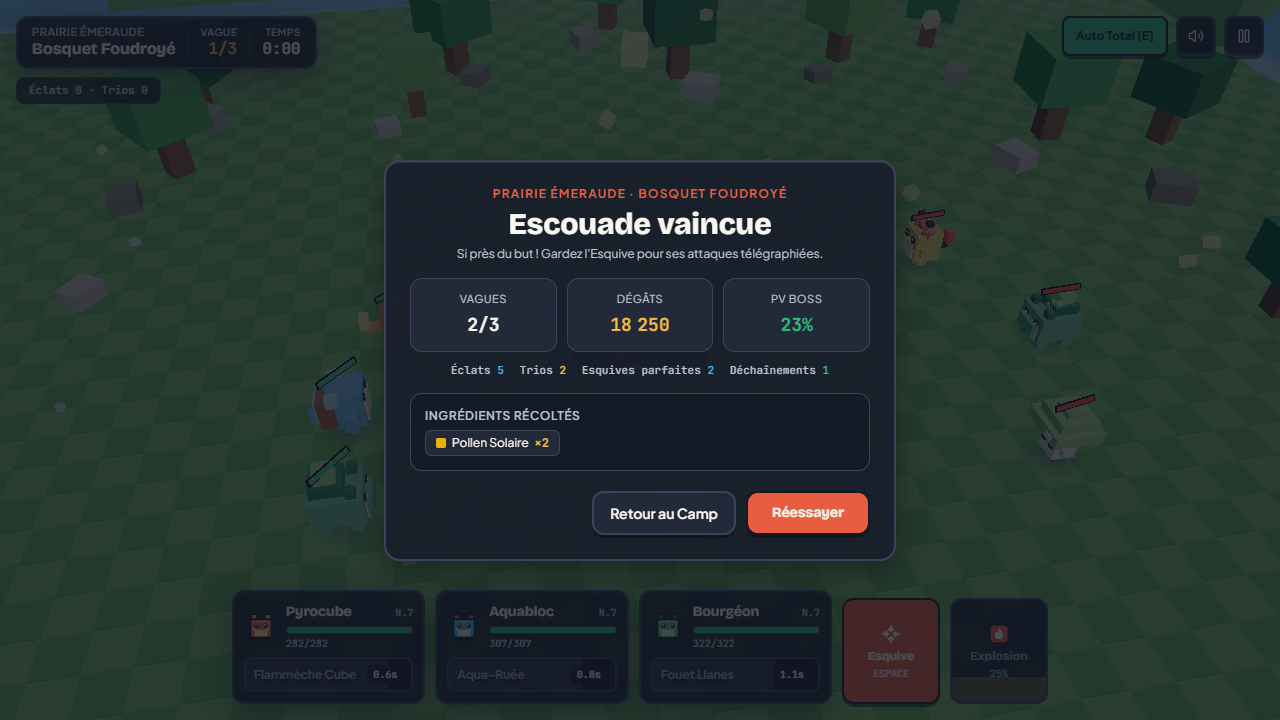 PRAIRIE ÉMERAUDE
Bosquet Foudroyé
VAGUE
1/3
TEMPS
0:00
Auto Total [E]
Éclats 0 · Trios 0
PRAIRIE ÉMERAUDE · BOSQUET FOUDROYÉ
Escouade vaincue
Si près du but ! Gardez l'Esquive pour ses attaques télégraphiées.
VAGUES
2/3
DÉGÂTS
18 250
PV BOSS
23%
Éclats 5 Trios 2 Esquives parfaites 2 Déchaînements 1
INGRÉDIENTS RÉCOLTÉS
Pollen Solaire ×2
Retour au Camp
Réessayer
Pyrocube N.7
282/282
Flammèche Cube 0.6s
Aquabloc N.7
307/307
Aqua-Ruée 0.8s
Bourgéon N.7
322/322
Fouet Llanes 1.1s
Esquive
ESPACE
Explosion
25%